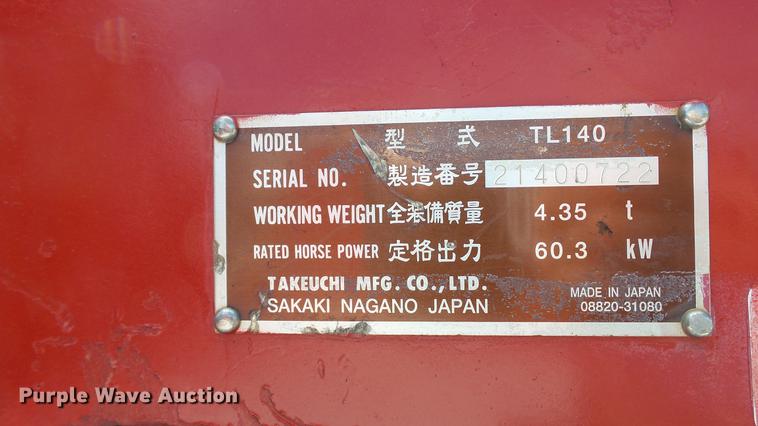 MODEL 型 式 TL140
SERIAL NO. 製造番号 21400722
WORKING WEIGHT 全装備質量 4.35 t
RATED HORSE POWER 定格出力 60.3 kW
TAKEUCHI MFG. CO., LTD.
SAKAKI NAGANO JAPAN
MADE IN JAPAN
08820-31080
Purple Wave Auction